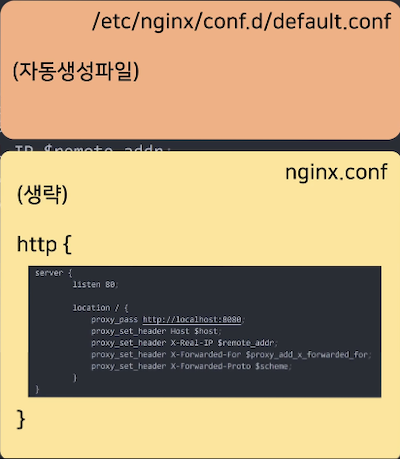 /etc/nginx/conf.d/default.conf
(자동생성파일)
IP $remote_addr;
nginx.conf
(생략)
http {
server {
listen 80;
location / {
proxy_pass http://localhost:8080;
proxy_set_header Host $host;
proxy_set_header X-Real-IP $remote_addr;
proxy_set_header X-Forwarded-For $proxy_add_x_forwarded_for;
proxy_set_header X-Forwarded-Proto $scheme;
}
}
}